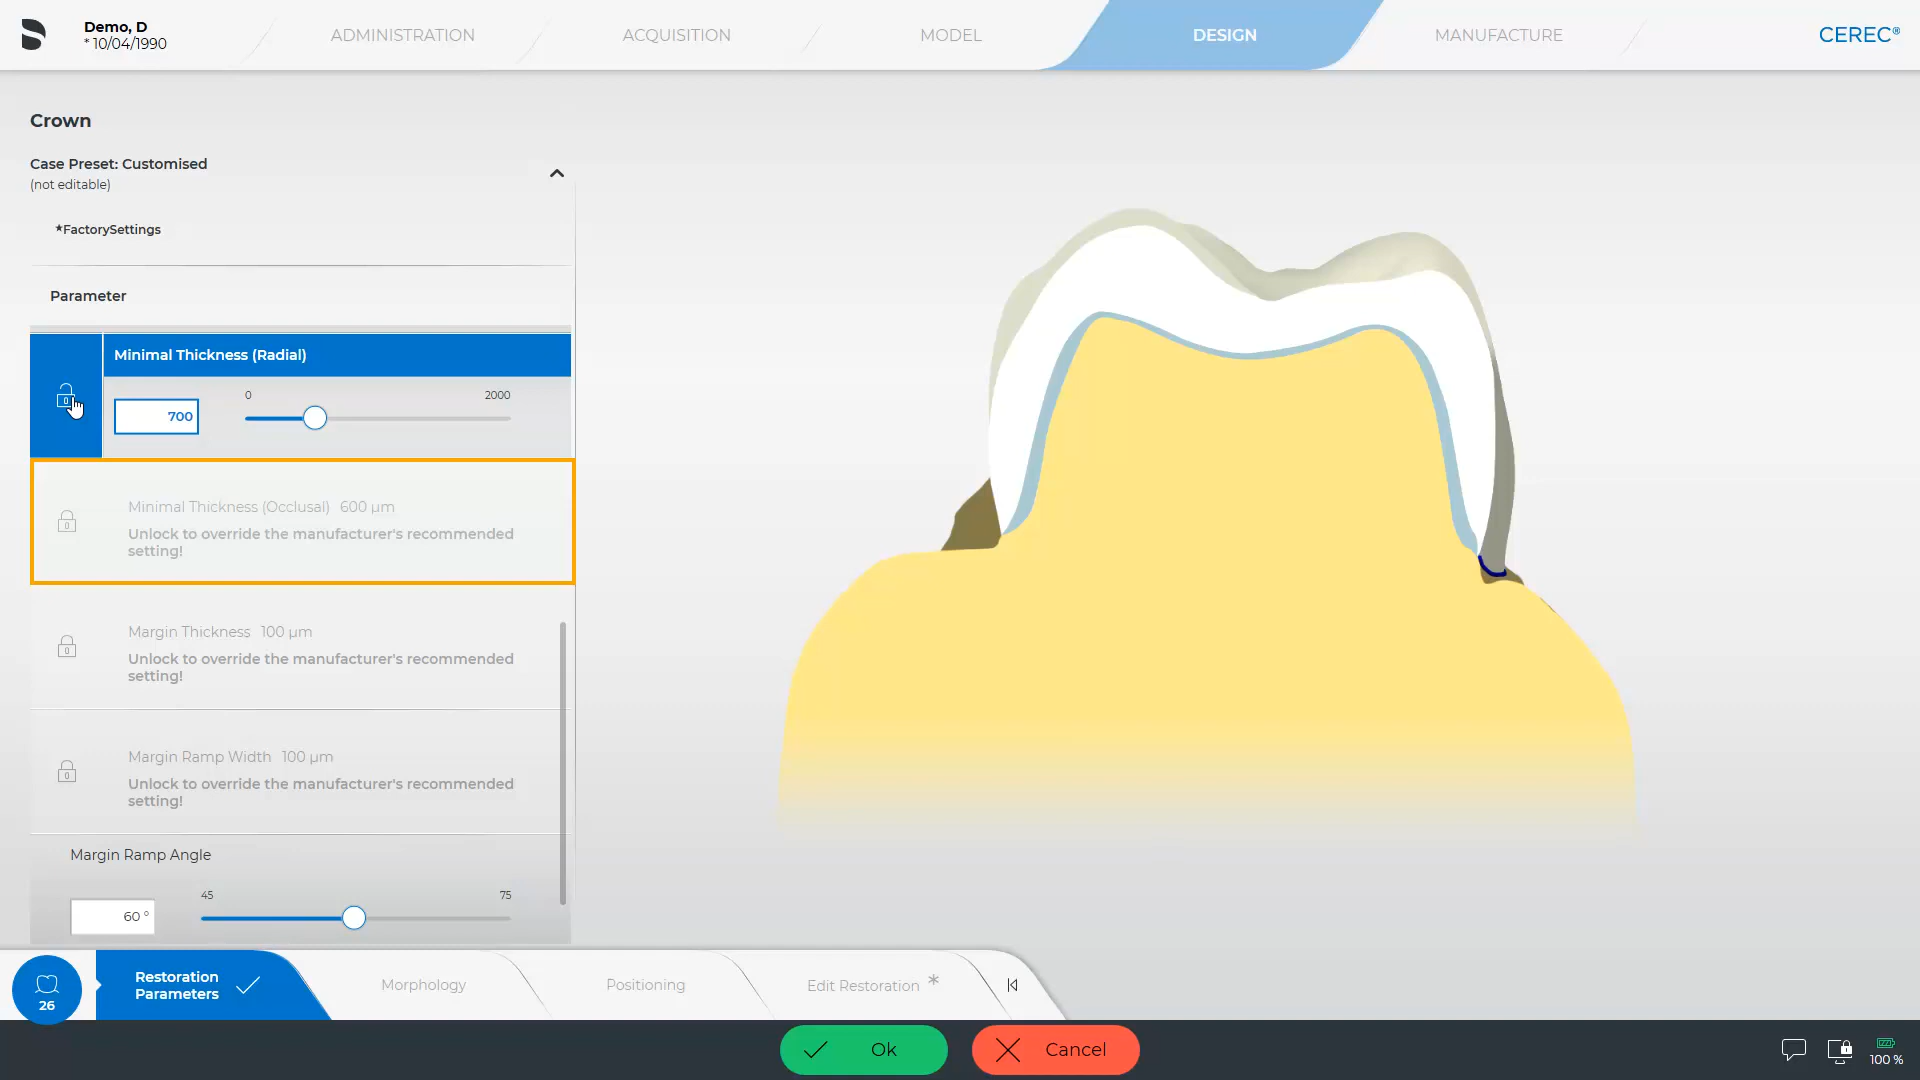 Demo, D
* 10/04/1990
ADMINISTRATION
ACQUISITION
MODEL
DESIGN
MANUFACTURE
CEREC®
Crown
Case Preset: Customised
(not editable)
*FactorySettings
Parameter
Minimal Thickness (Radial)
0
2000
700
Minimal Thickness (Occlusal) 600 µm
Unlock to override the manufacturer's recommended
setting!
Margin Thickness 100 µm
Unlock to override the manufacturer's recommended
setting!
Margin Ramp Width 100 µm
Unlock to override the manufacturer's recommended
setting!
Margin Ramp Angle
45
75
60 °
26
Restoration
Parameters
Morphology
Positioning
Edit Restoration *
Ok
Cancel
100 %